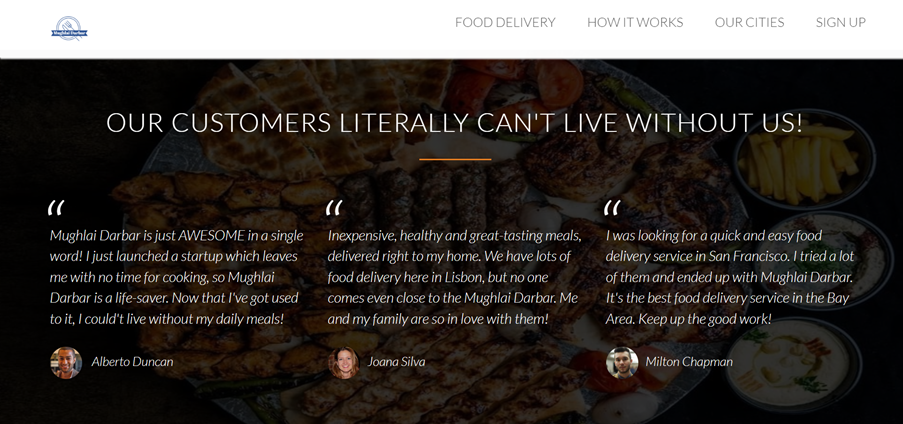 Mughlai Darbar
FOOD DELIVERY HOW IT WORKS OUR CITIES SIGN UP
OUR CUSTOMERS LITERALLY CAN'T LIVE WITHOUT US!
“
Mughlai Darbar is just AWESOME in a single
word! I just launched a startup which leaves
me with no time for cooking, so Mughlai
Darbar is a life-saver. Now that I've got used
to it, I couldn't live without my daily meals!
Alberto Duncan
“
Inexpensive, healthy and great-tasting meals,
delivered right to my home. We have lots of
food delivery here in Lisbon, but no one
comes even close to the Mughlai Darbar. Me
and my family are so in love with them!
Joana Silva
“
I was looking for a quick and easy food
delivery service in San Francisco. I tried a lot
of them and ended up with Mughlai Darbar.
It's the best food delivery service in the Bay
Area. Keep up the good work!
Milton Chapman